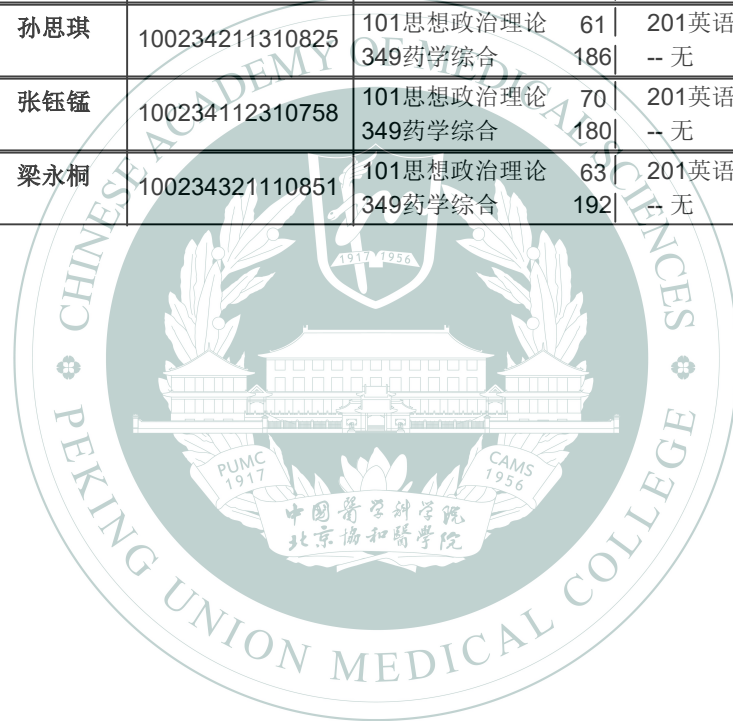 孙思琪 100234211310825 101思想政治理论 61 201英语
349药学综合 186 -- 无
张钰锰 100234112310758 101思想政治理论 70 201英语
349药学综合 180 -- 无
梁永桐 100234321110851 101思想政治理论 63 201英语
349药学综合 192 -- 无
CHINESE ACADEMY OF MEDICAL SCIENCES
1917 1956
PUMC
1917
CAMS
1956
中国医学科学院
北京协和医学院
PEKING UNION MEDICAL COLLEGE